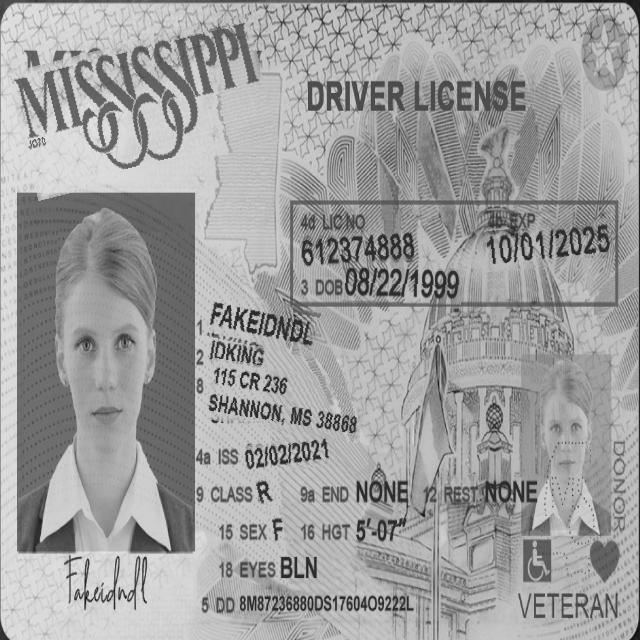 MISSISSIPPI
DRIVER LICENSE
4d LIC NO 4b EXP
612374888 10/01/2025
3 DOB 08/22/1999
1 FAKEIDNDL
2 IDKING
8 115 CR 236
SHANNON, MS 38868
4a ISS 02/02/2021
9 CLASS R 9a END NONE 12 REST NONE
15 SEX F 16 HGT 5'-07"
18 EYES BLN
5 DD 8M87236880DS17604O9222L
Fakeidndl
DONOR
VETERAN